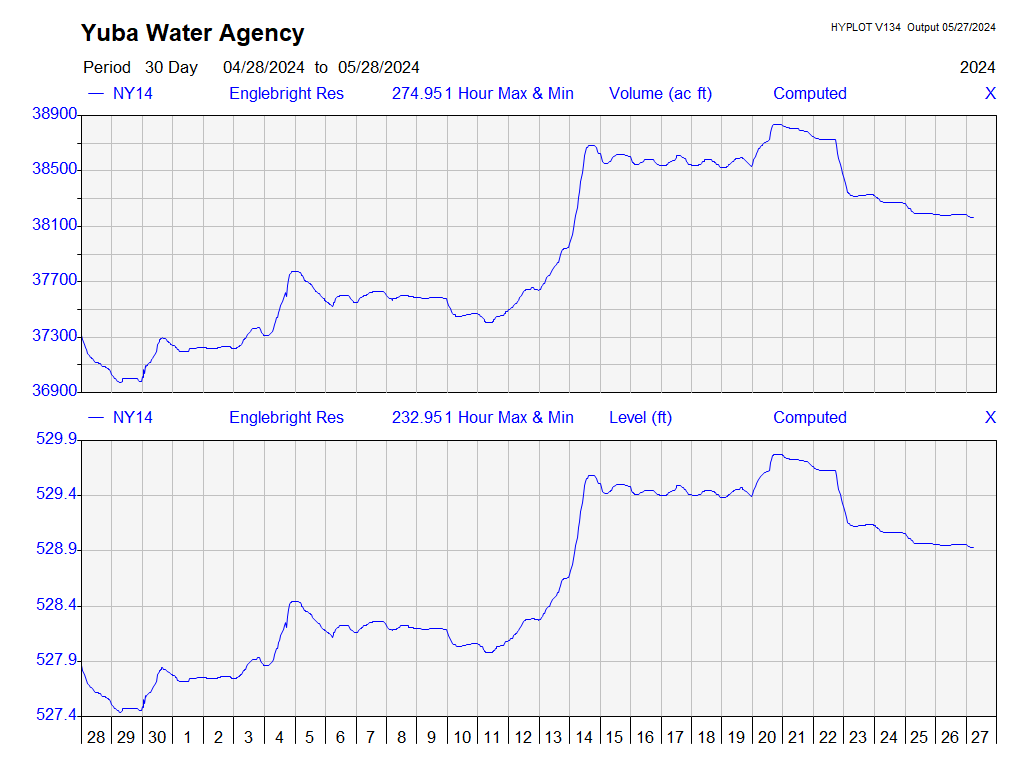 Yuba Water Agency
HYPLOT V134 Output 05/27/2024
Period 30 Day 04/28/2024 to 05/28/2024 2024
NY14 Englebright Res 274.951 Hour Max & Min Volume (ac ft) Computed X
38900
38500
38100
37700
37300
36900
NY14 Englebright Res 232.951 Hour Max & Min Level (ft) Computed X
529.9
529.4
528.9
528.4
527.9
527.4
28 29 30 1 2 3 4 5 6 7 8 9 10 11 12 13 14 15 16 17 18 19 20 21 22 23 24 25 26 27